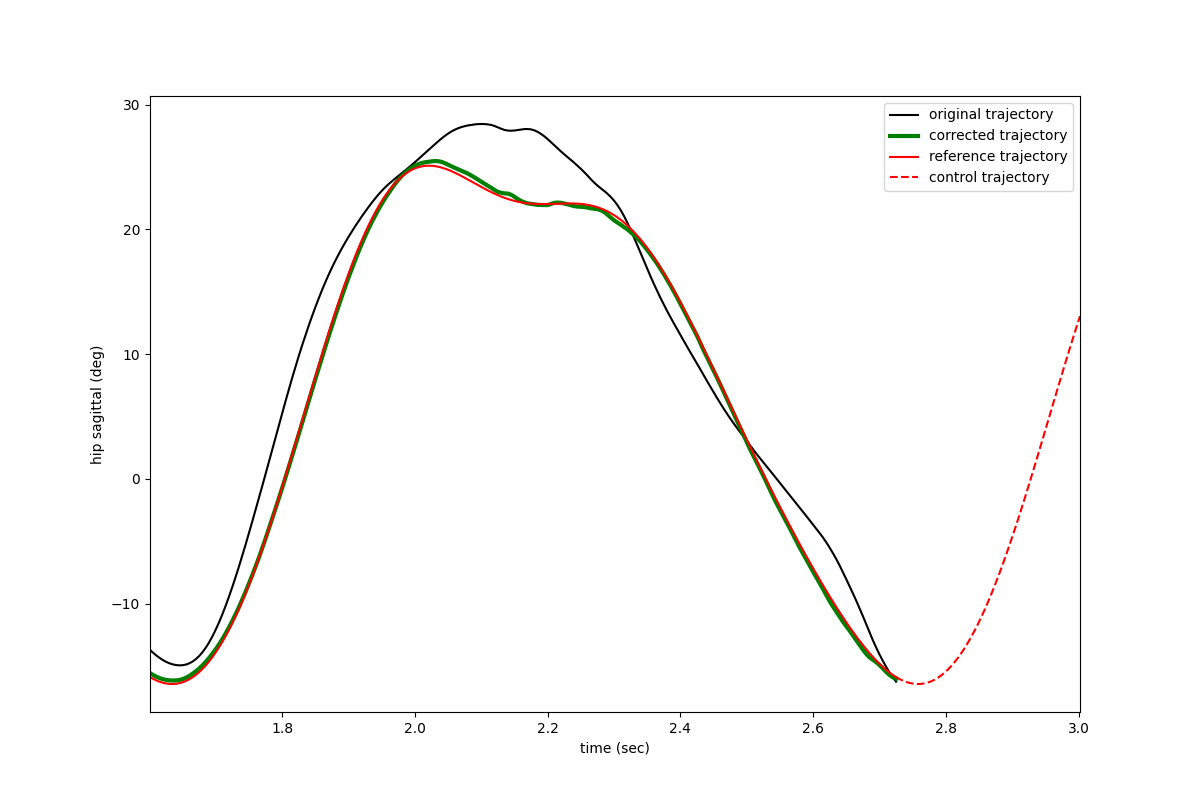 30
20
10
0
−10
hip sagittal (deg)
1.8
2.0
2.2
2.4
2.6
2.8
3.0
time (sec)
original trajectory
corrected trajectory
reference trajectory
control trajectory